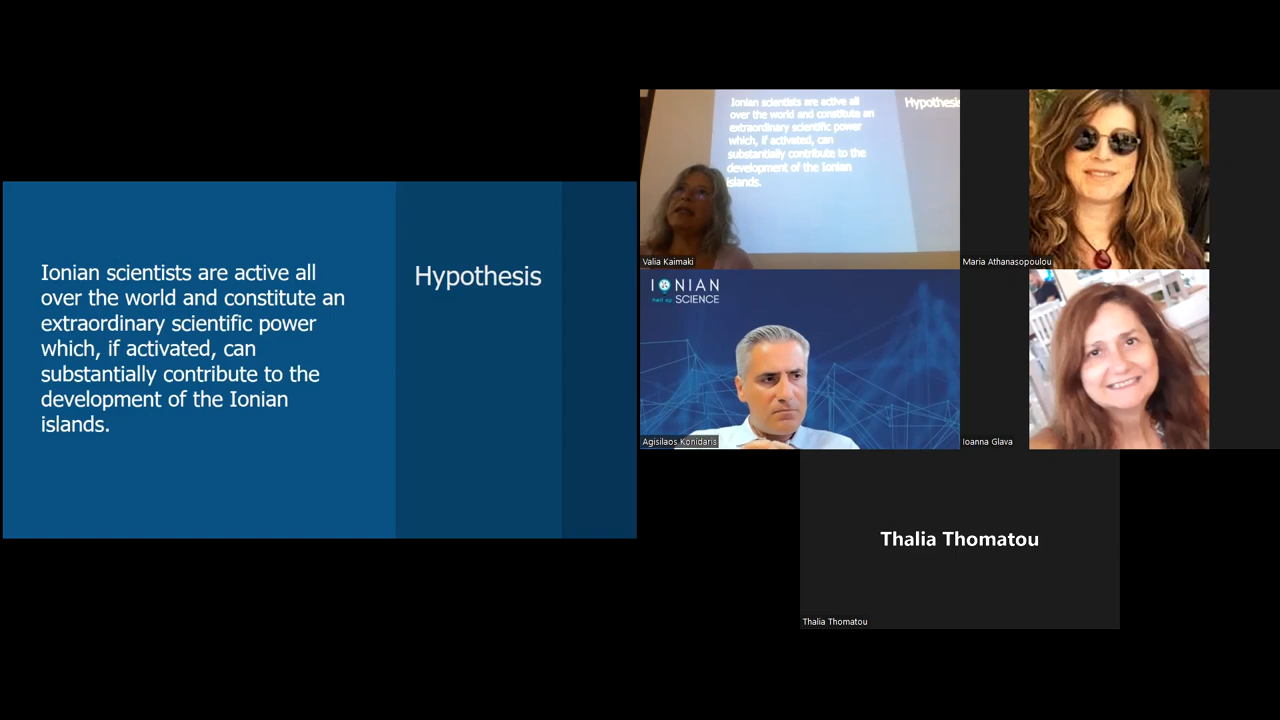 Ionian scientists are active all
over the world and constitute an
extraordinary scientific power
which, if activated, can
substantially contribute to the
development of the Ionian
islands.
Hypothesis
Ionian scientists are active all
over the world and constitute an
extraordinary scientific power
which, if activated, can
substantially contribute to the
development of the Ionian
islands.
Hypothesis
Valia Kaimaki
Maria Athanasopoulou
IONIAN
SCIENCE
Agisilaos Konidaris
Ioanna Glava
Thalia Thomatou
Thalia Thomatou